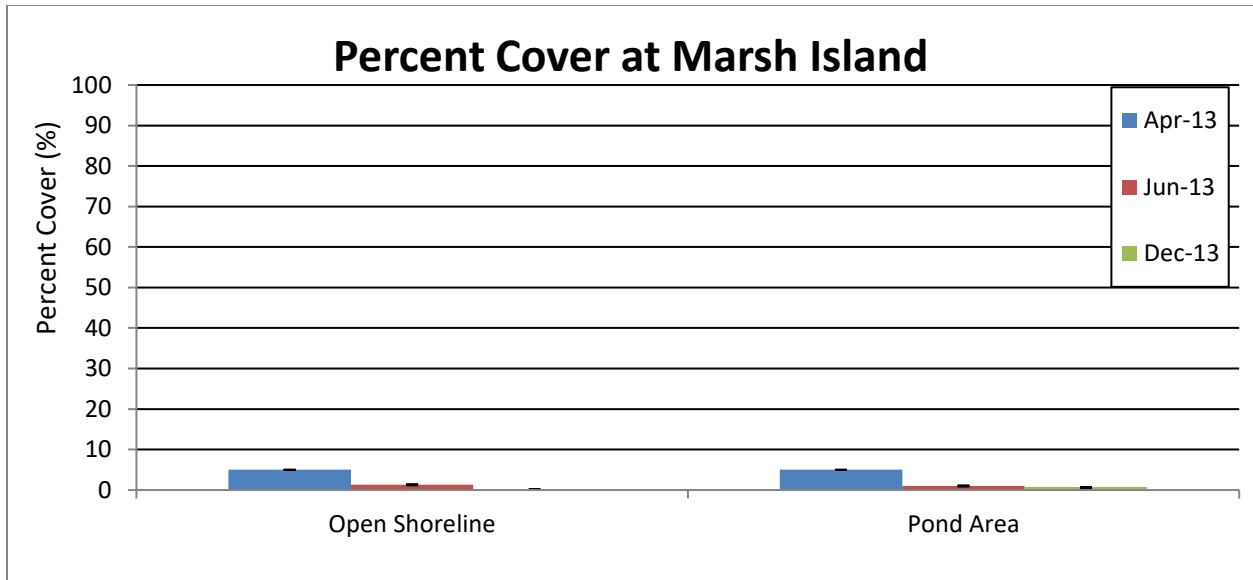 Percent Cover at Marsh Island
Percent Cover (%)
100
90
80
70
60
50
40
30
20
10
0
Apr-13
Jun-13
Dec-13
Open Shoreline
Pond Area